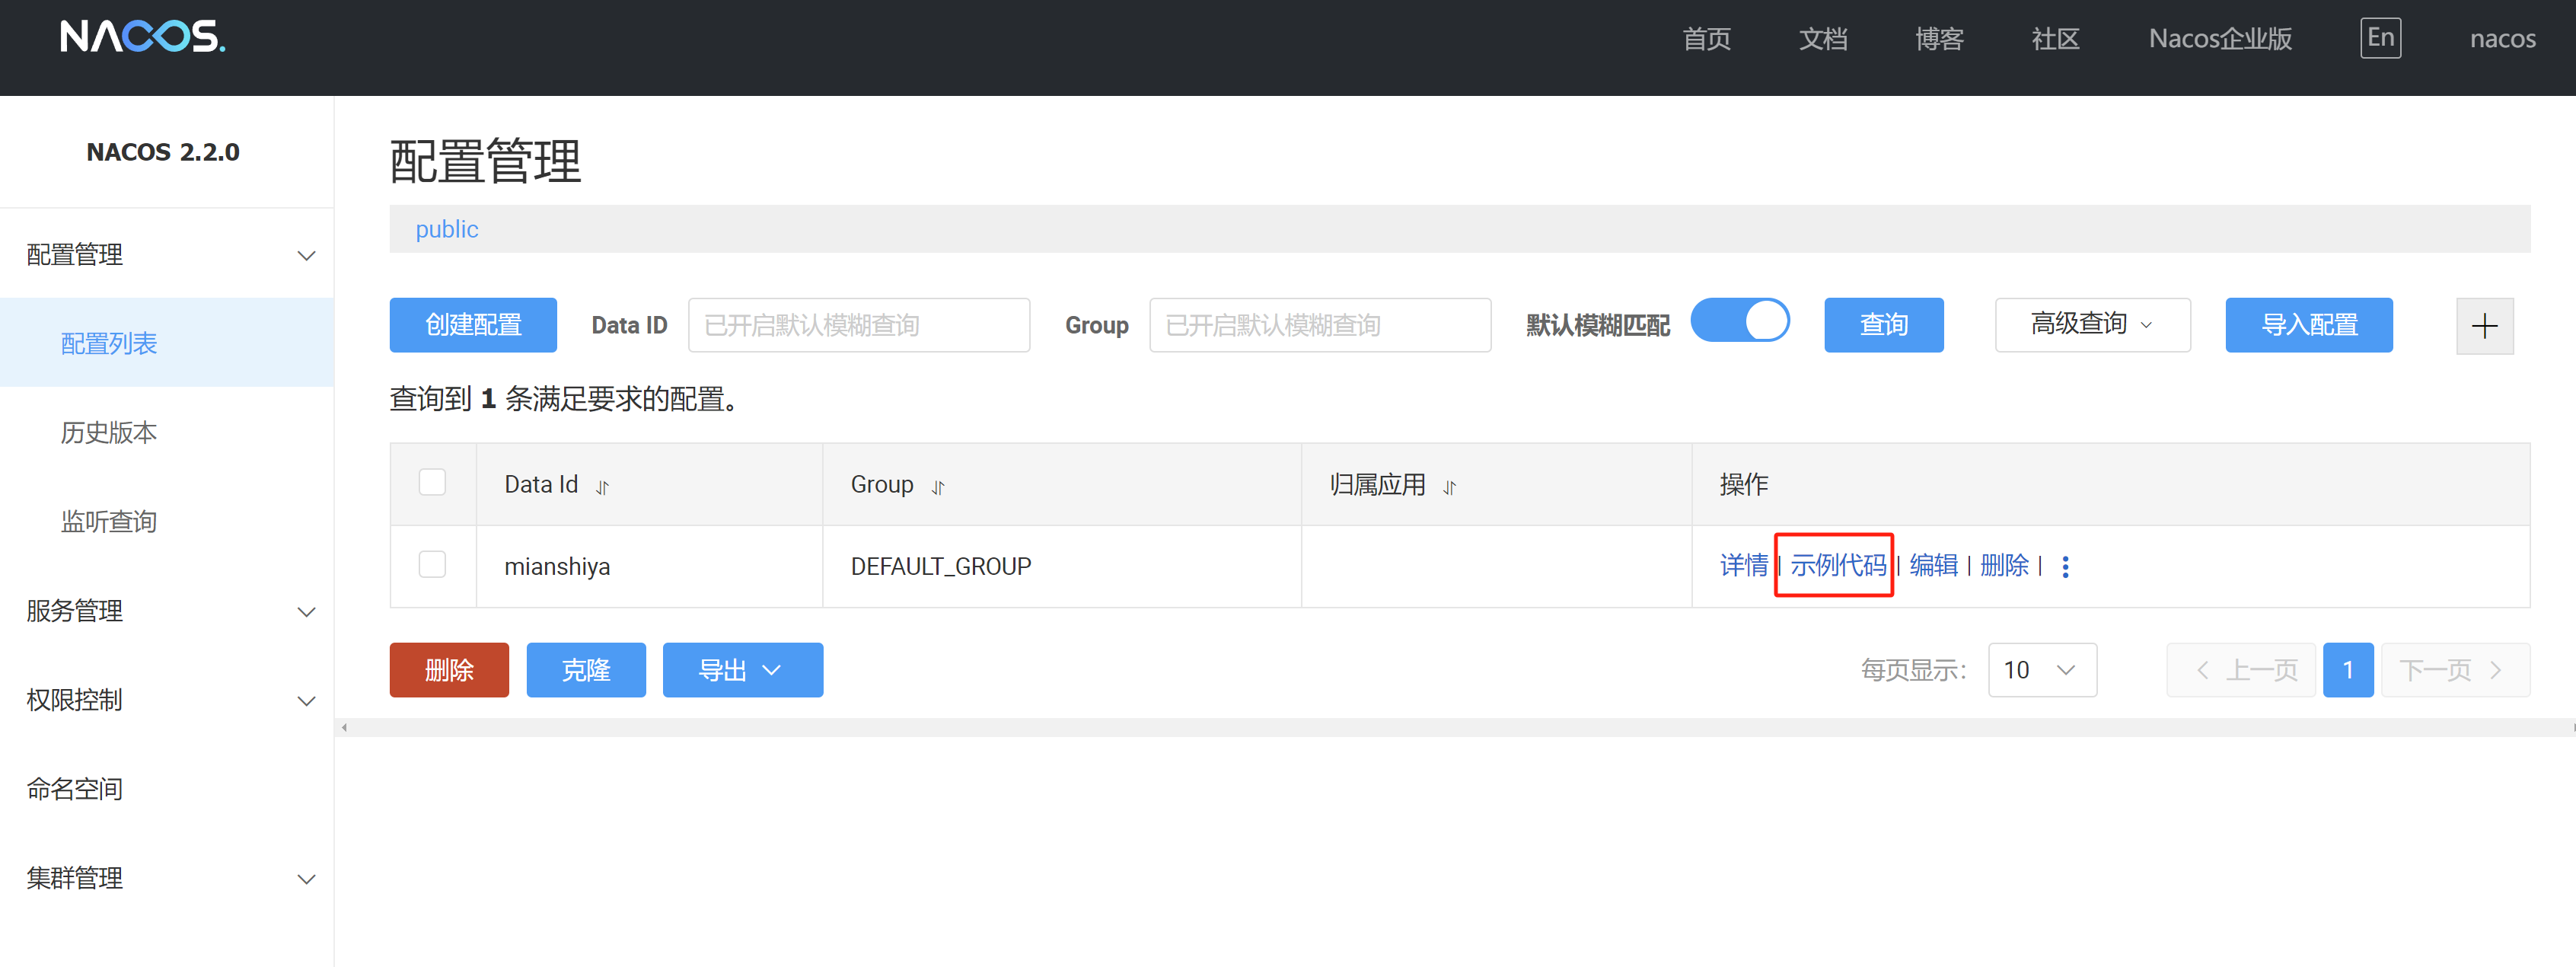 NACOS.
首页 文档 博客 社区 Nacos企业版 En nacos
NACOS 2.2.0
配置管理
配置列表
历史版本
监听查询
服务管理
权限控制
命名空间
集群管理
配置管理
public
创建配置 Data ID 已开启默认模糊查询 Group 已开启默认模糊查询 默认模糊匹配 查询 高级查询 导入配置
查询到 1 条满足要求的配置。
Data Id Group 归属应用 操作
mianshiya DEFAULT_GROUP 详情 | 示例代码 | 编辑 | 删除 |
删除 克隆 导出 每页显示: 10 上一页 1 下一页